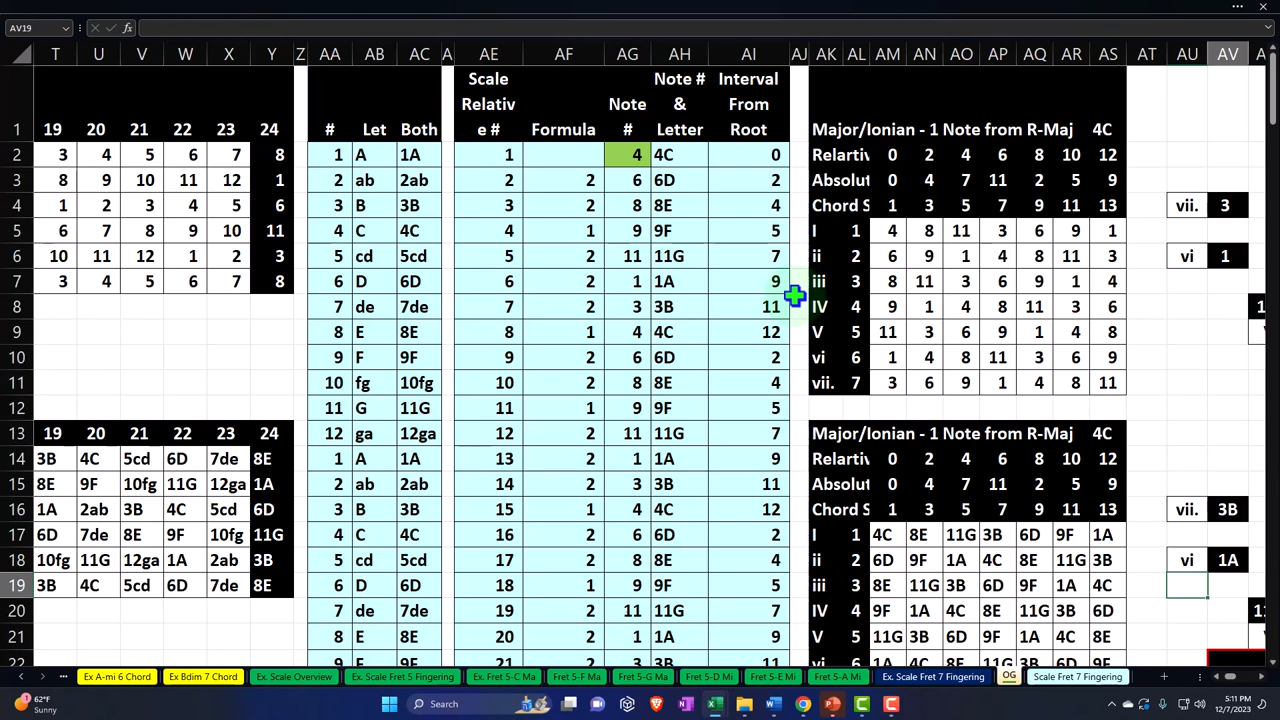 AV19 fx
T U V W X Y Z AA AB AC A AE AF AG AH AI AJ AK AL AM AN AO AP AQ AR AS AT AU AV
Scale Note #
Relativ Note & Interval From
1 19 20 21 22 23 24 # Let Both e # Formula # Letter Root Major/Ionian - 1 Note from R-Maj 4C
2 3 4 5 6 7 8 1 A 1A 1 4 4C 0 Relartiv 0 2 4 6 8 10 12
3 8 9 10 11 12 1 2 ab 2ab 2 2 6 6D 2 Absolut 0 4 7 11 2 5 9
4 1 2 3 4 5 6 3 B 3B 3 2 8 8E 4 Chord S 1 3 5 7 9 11 13 vii. 3
5 6 7 8 9 10 11 4 C 4C 4 1 9 9F 5 I 1 4 8 11 3 6 9 1
6 10 11 12 1 2 3 5 cd 5cd 5 2 11 11G 7 ii 2 6 9 1 4 8 11 3 vi 1
7 3 4 5 6 7 8 6 D 6D 6 2 1 1A 9 iii 3 8 11 3 6 9 1 4
8 7 de 7de 7 2 3 3B 11 IV 4 9 1 4 8 11 3 6
9 8 E 8E 8 1 4 4C 12 V 5 11 3 6 9 1 4 8
10 9 F 9F 9 2 6 6D 2 vi 6 1 4 8 11 3 6 9
11 10 fg 10fg 10 2 8 8E 4 vii. 7 3 6 9 1 4 8 11
12 11 G 11G 11 1 9 9F 5
13 19 20 21 22 23 24 12 ga 12ga 12 2 11 11G 7 Major/Ionian - 1 Note from R-Maj 4C
14 3B 4C 5cd 6D 7de 8E 1 A 1A 13 2 1 1A 9 Relartiv 0 2 4 6 8 10 12
15 8E 9F 10fg 11G 12ga 1A 2 ab 2ab 14 2 3 3B 11 Absolut 0 4 7 11 2 5 9
16 1A 2ab 3B 4C 5cd 6D 3 B 3B 15 1 4 4C 12 Chord S 1 3 5 7 9 11 13 vii. 3B
17 6D 7de 8E 9F 10fg 11G 4 C 4C 16 2 6 6D 2 I 1 4C 8E 11G 3B 6D 9F 1A
18 10fg 11G 12ga 1A 2ab 3B 5 cd 5cd 17 2 8 8E 4 ii 2 6D 9F 1A 4C 8E 11G 3B vi 1A
19 3B 4C 5cd 6D 7de 8E 6 D 6D 18 1 9 9F 5 iii 3 8E 11G 3B 6D 9F 1A 4C
20 7 de 7de 19 2 11 11G 7 IV 4 9F 1A 4C 8E 11G 3B 6D
21 8 E 8E 20 2 1 1A 9 V 5 11G 3B 6D 9F 1A 4C 8E
22 9 F 9F 21 2 3 3B 11 vi 6 1A 4C 8E 11G 3B 6D 9F
Ex A-mi 6 Chord Ex Bdim 7 Chord Ex. Scale Overview Ex. Scale Fret 5 Fingering Ex. Fret 5-C Ma Fret 5-F Ma Fret 5-G Ma Fret 5-D Mi Fret 5-E Mi Fret 5-A Mi Ex. Scale Fret 7 Fingering OG Scale Fret 7 Fingering
62°F
Sunny
Search
5:11 PM
12/7/2023